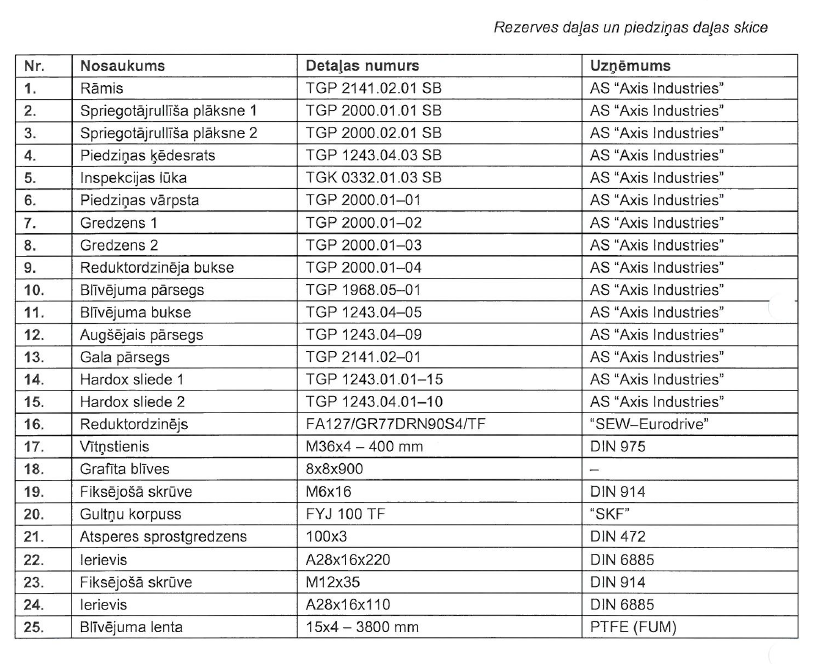 Rezerves daļas un piedziņas daļas skice
Nr. Nosaukums Detaļas numurs Uzņēmums
1. Rāmis TGP 2141.02.01 SB AS “Axis Industries”
2. Spriegotājrullīša plāksne 1 TGP 2000.01.01 SB AS “Axis Industries”
3. Spriegotājrullīša plāksne 2 TGP 2000.02.01 SB AS “Axis Industries”
4. Piedziņas ķēdesrats TGP 1243.04.03 SB AS “Axis Industries”
5. Inspekcijas lūka TGK 0332.01.03 SB AS “Axis Industries”
6. Piedziņas vārpsta TGP 2000.01–01 AS “Axis Industries”
7. Gredzens 1 TGP 2000.01–02 AS “Axis Industries”
8. Gredzens 2 TGP 2000.01–03 AS “Axis Industries”
9. Reduktordzinēja bukse TGP 2000.01–04 AS “Axis Industries”
10. Blīvējuma pārsegs TGP 1968.05–01 AS “Axis Industries”
11. Blīvējuma bukse TGP 1243.04–05 AS “Axis Industries”
12. Augšējais pārsegs TGP 1243.04–09 AS “Axis Industries”
13. Gala pārsegs TGP 2141.02–01 AS “Axis Industries”
14. Hardox sliede 1 TGP 1243.01.01–15 AS “Axis Industries”
15. Hardox sliede 2 TGP 1243.04.01–10 AS “Axis Industries”
16. Reduktordzinējs FA127/GR77DRN90S4/TF “SEW–Eurodrive”
17. Vītņstienis M36x4 – 400 mm DIN 975
18. Grafīta blīves 8x8x900 –
19. Fiksējošā skrūve M6x16 DIN 914
20. Gultņu korpuss FYJ 100 TF “SKF”
21. Atsperes sprostgredzens 100x3 DIN 472
22. Ierievis A28x16x220 DIN 6885
23. Fiksējošā skrūve M12x35 DIN 914
24. Ierievis A28x16x110 DIN 6885
25. Blīvējuma lenta 15x4 – 3800 mm PTFE (FUM)